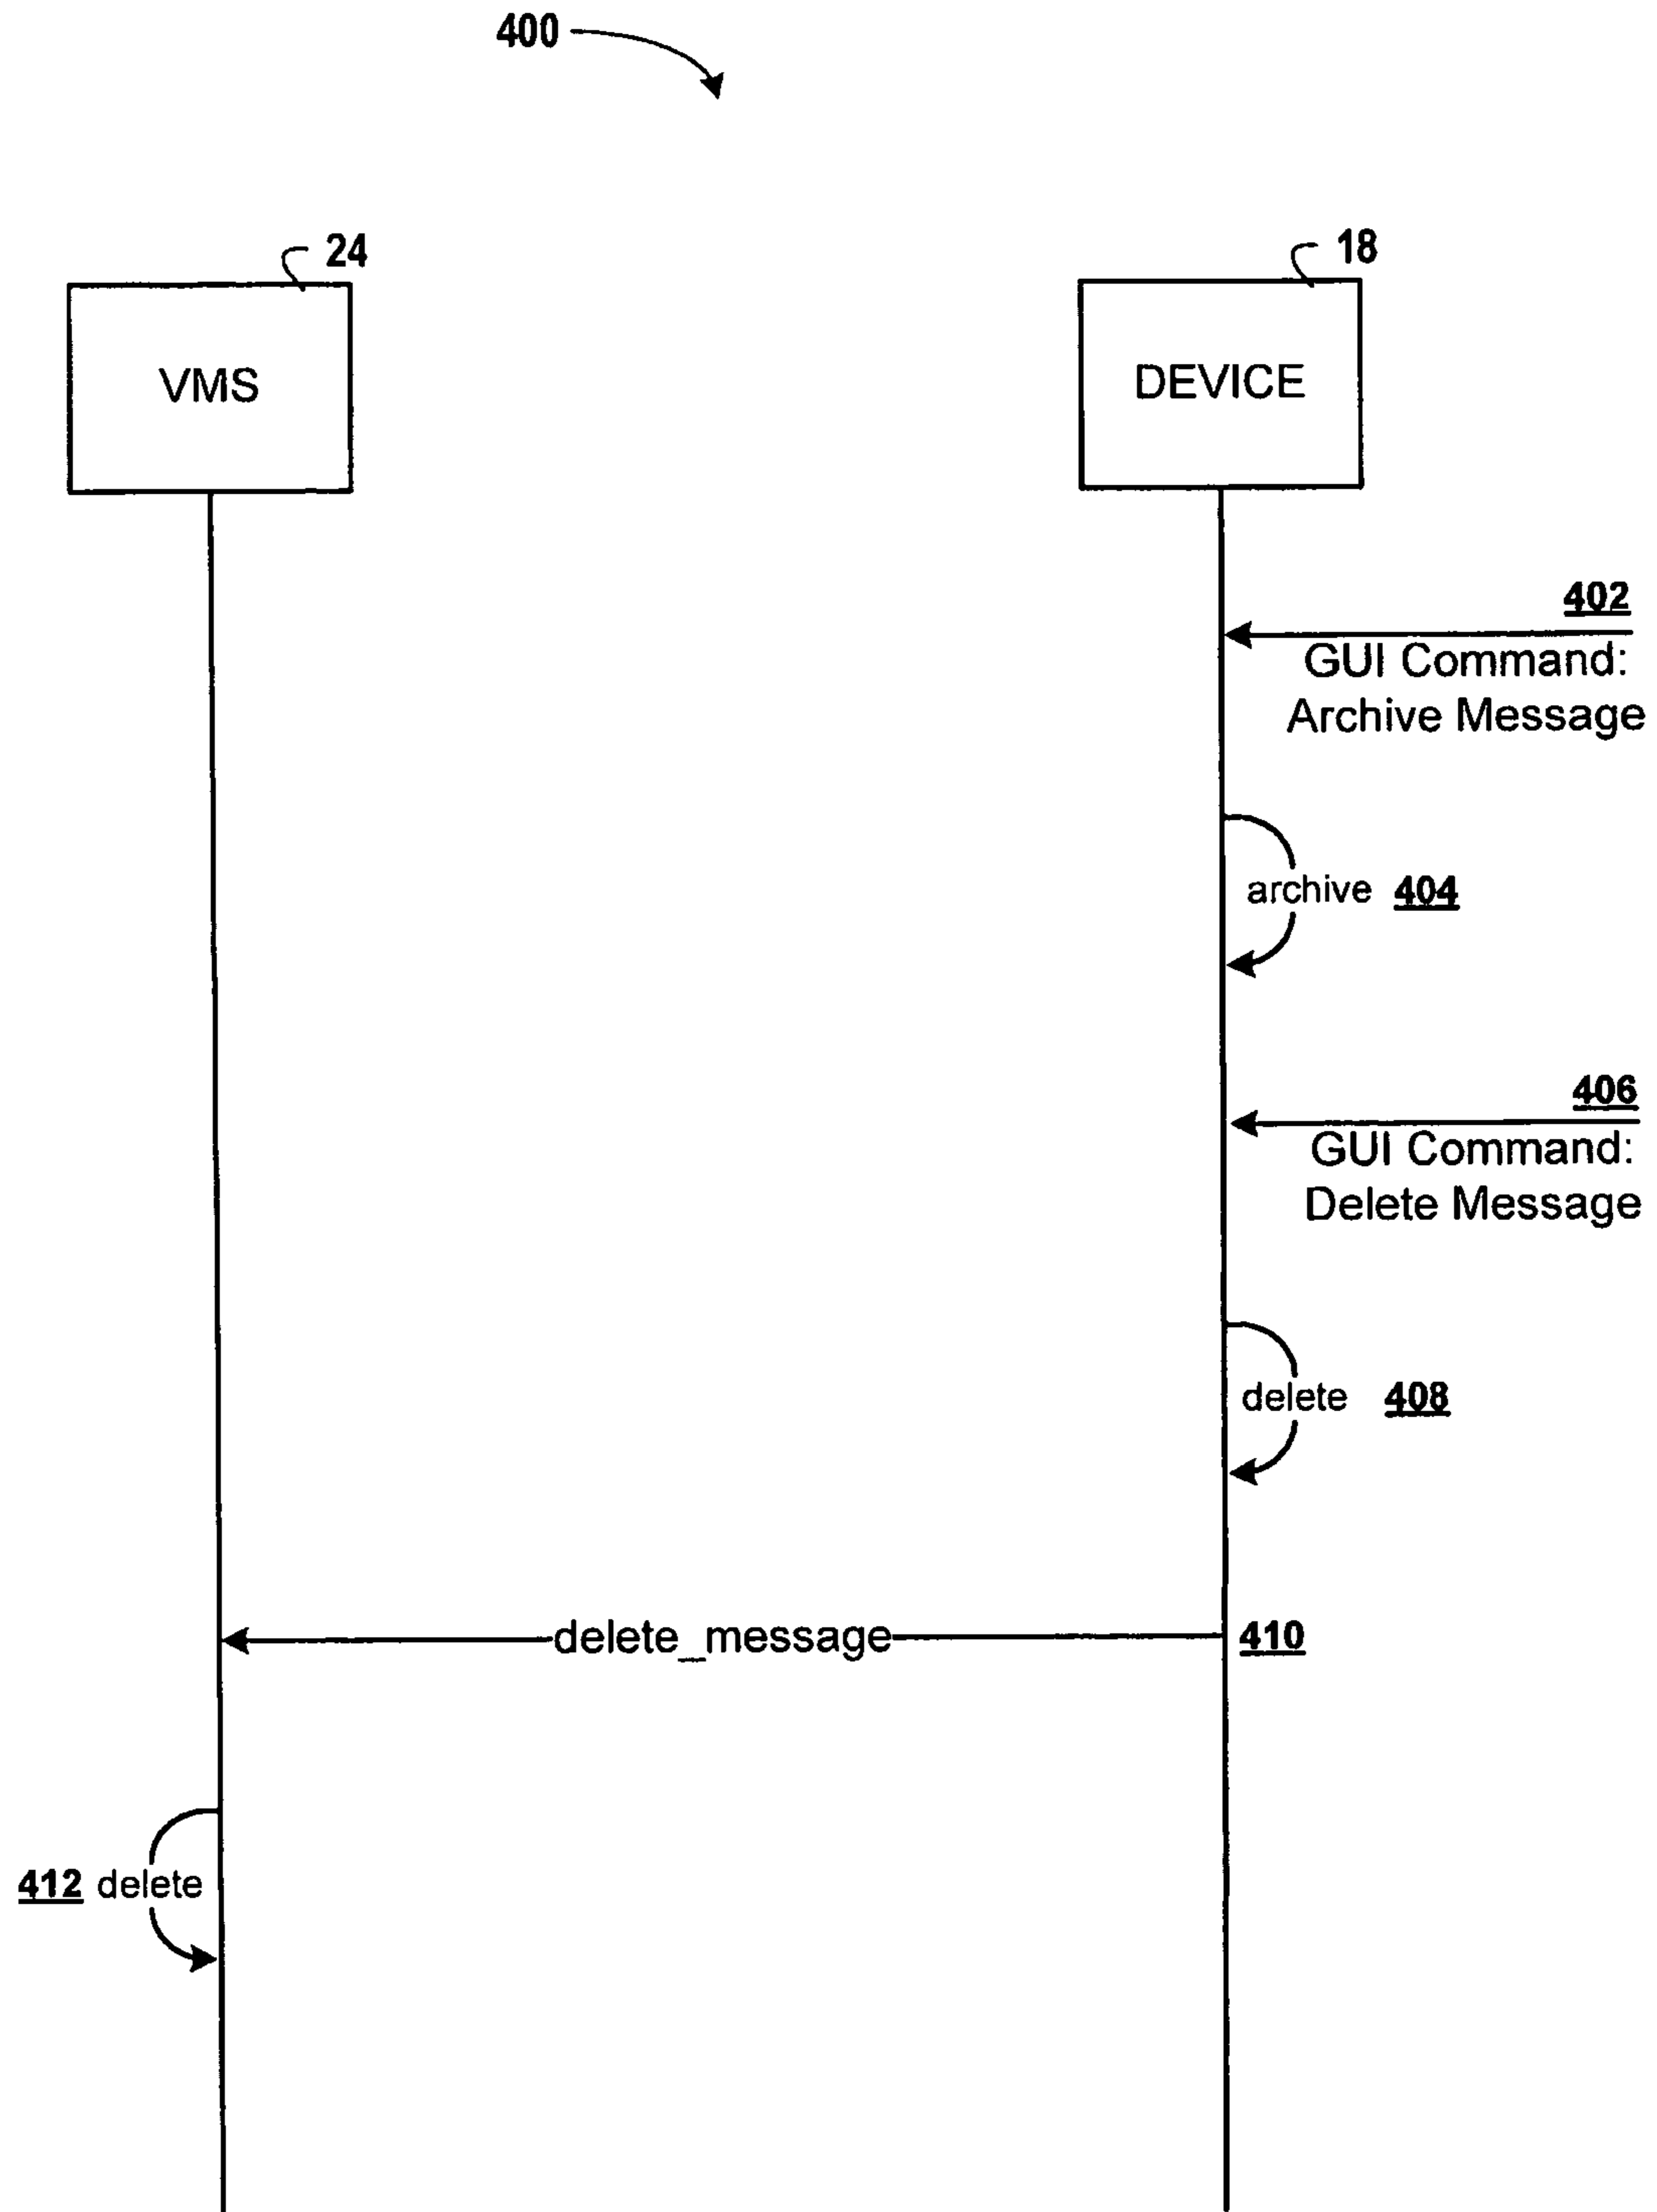 400
24
18
VMS
DEVICE
402
GUI Command:
Archive Message
archive 404
406
GUI Command:
Delete Message
delete 408
delete_message 410
412 delete